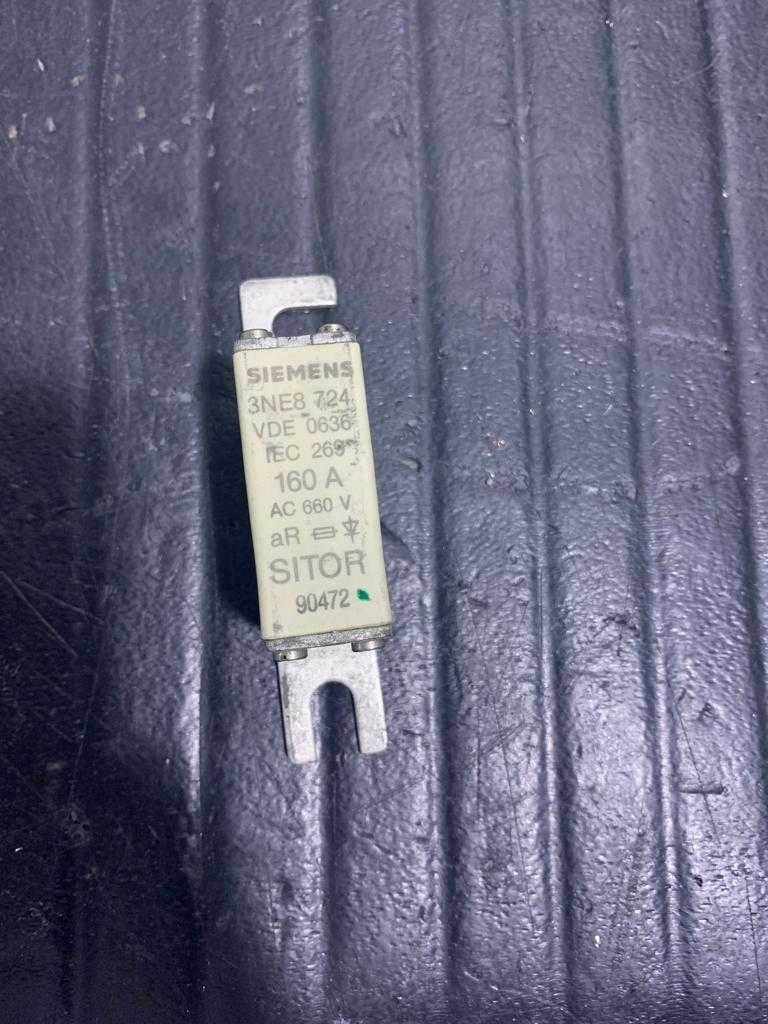 SIEMENS
3NE8 724
VDE 0636
IEC 269
160 A
AC 660 V
aR
SITOR
90472